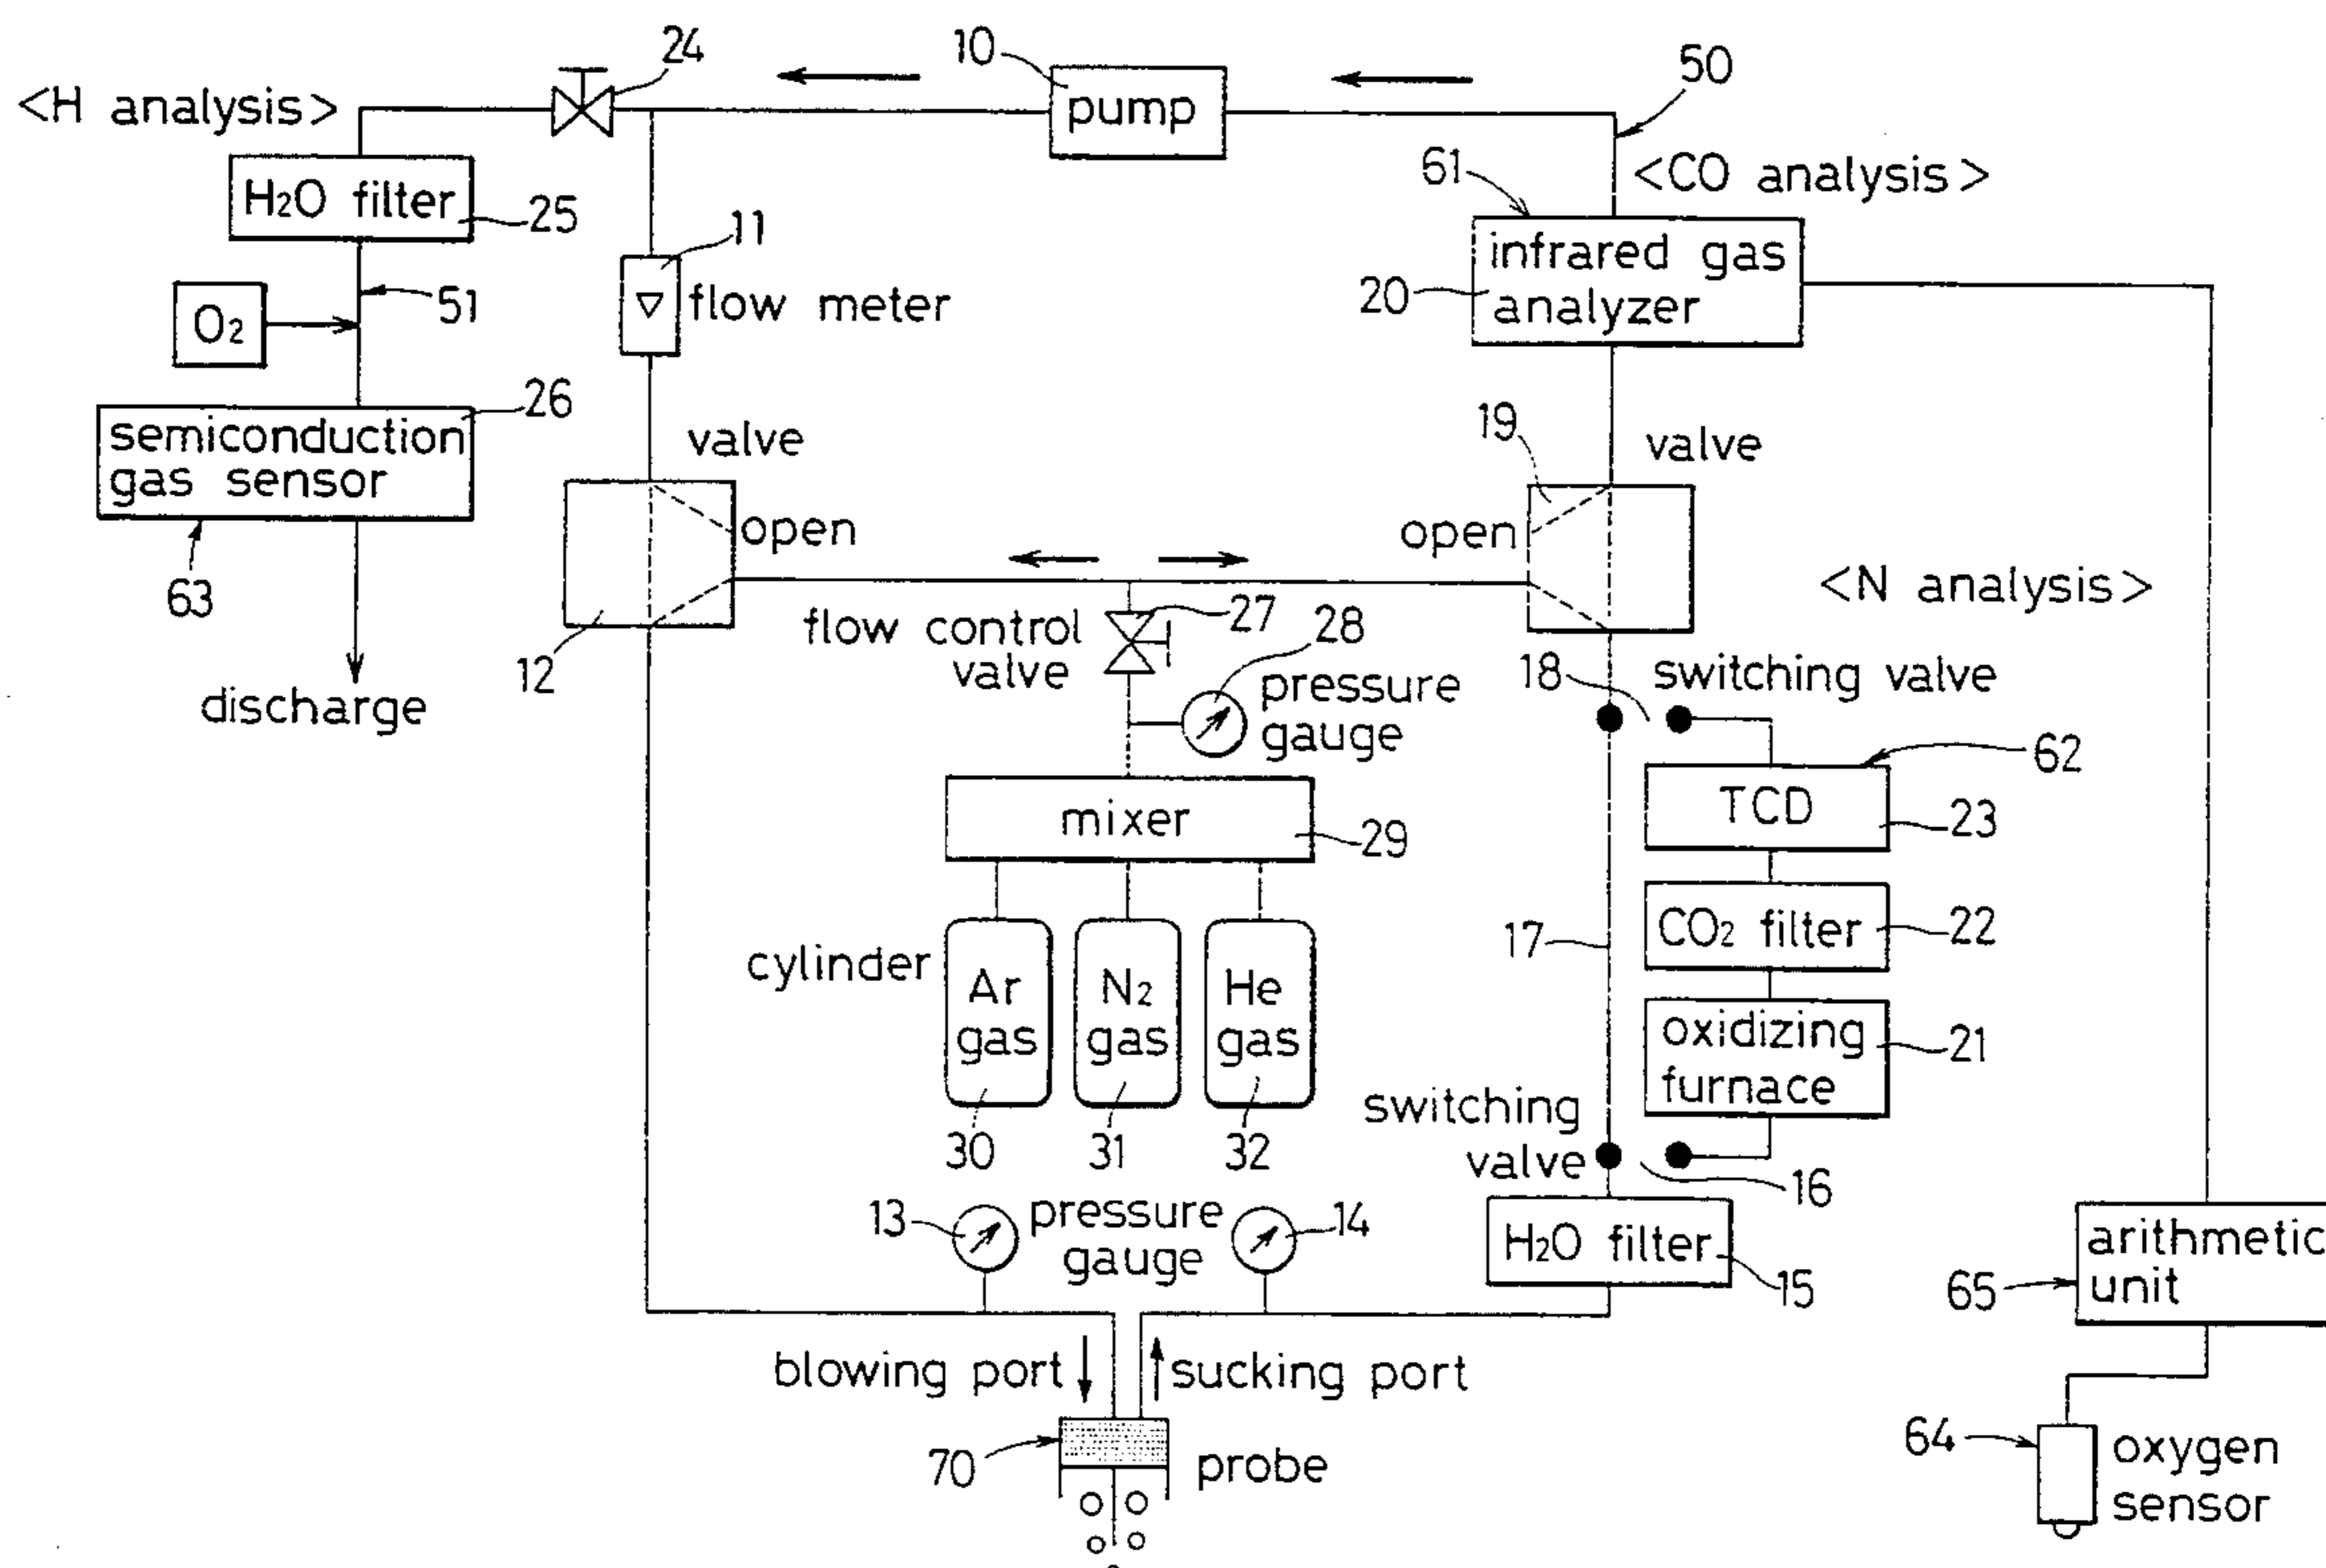 24
10
50
<H analysis>
pump
<CO analysis>
61
H2O filter
25
11
infrared gas
analyzer
20
51
O2
flow meter
26
semiconduction
gas sensor
valve
19
valve
open
open
63
<N analysis>
12
flow control
valve
27
28
pressure
gauge
18
switching valve
discharge
62
mixer
29
TCD
23
cylinder
17
CO2 filter
22
Ar
gas
N2
gas
He
gas
oxidizing
furnace
21
30
31
32
switching
valve
16
13
pressure
gauge
14
H2O filter
15
arithmetic
unit
65
blowing port
sucking port
70
probe
64
oxygen
sensor